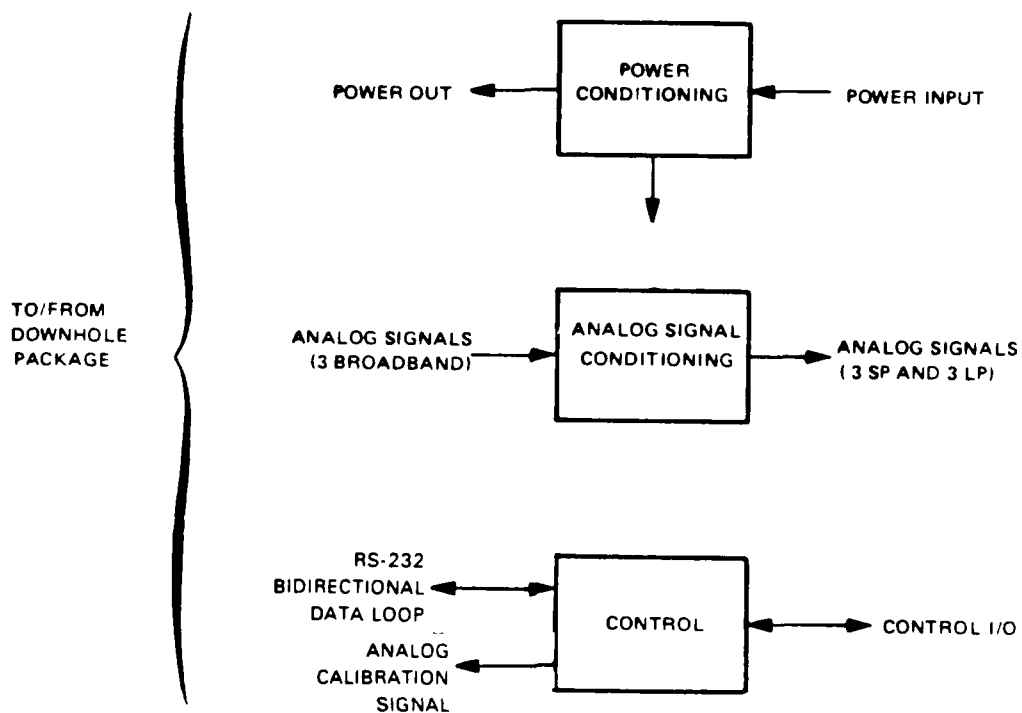 POWER OUT
POWER
CONDITIONING
POWER INPUT
TO/FROM
DOWNHOLE
PACKAGE
ANALOG SIGNALS
(3 BROADBAND)
ANALOG SIGNAL
CONDITIONING
ANALOG SIGNALS
(3 SP AND 3 LP)
RS-232
BIDIRECTIONAL
DATA LOOP
ANALOG
CALIBRATION
SIGNAL
CONTROL
CONTROL I/O